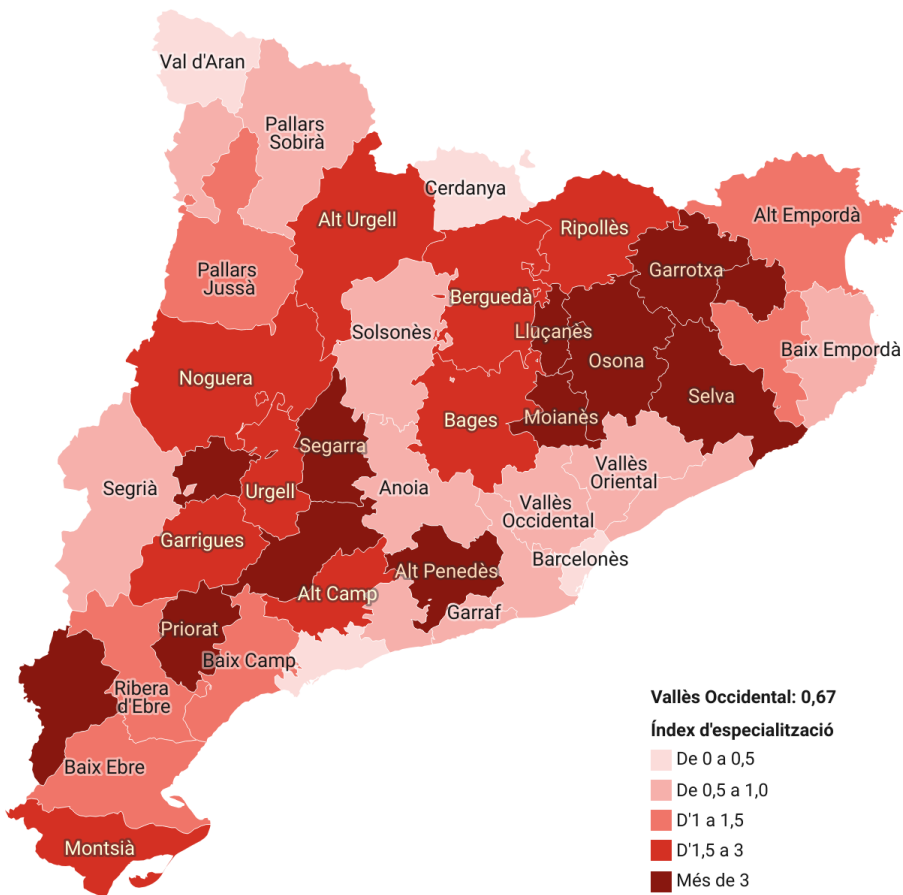 Val d'Aran
Pallars
Sobirà
Cerdanya
Alt Urgell
Ripollès
Alt Empordà
Garrotxa
Pallars
Jussà
Berguedà
Solsonès
Lluçanès
Osona
Baix Empordà
Noguera
Selva
Bages
Moianès
Segarra
Vallès
Oriental
Segrià
Urgell
Anoia
Vallès
Occidental
Garrigues
Barcelonès
Alt Penedès
Alt Camp
Garraf
Priorat
Baix Camp
Ribera
d'Ebre
Baix Ebre
Montsià
Vallès Occidental: 0,67
Índex d'especialització
De 0 a 0,5
De 0,5 a 1,0
D'1 a 1,5
D'1,5 a 3
Més de 3